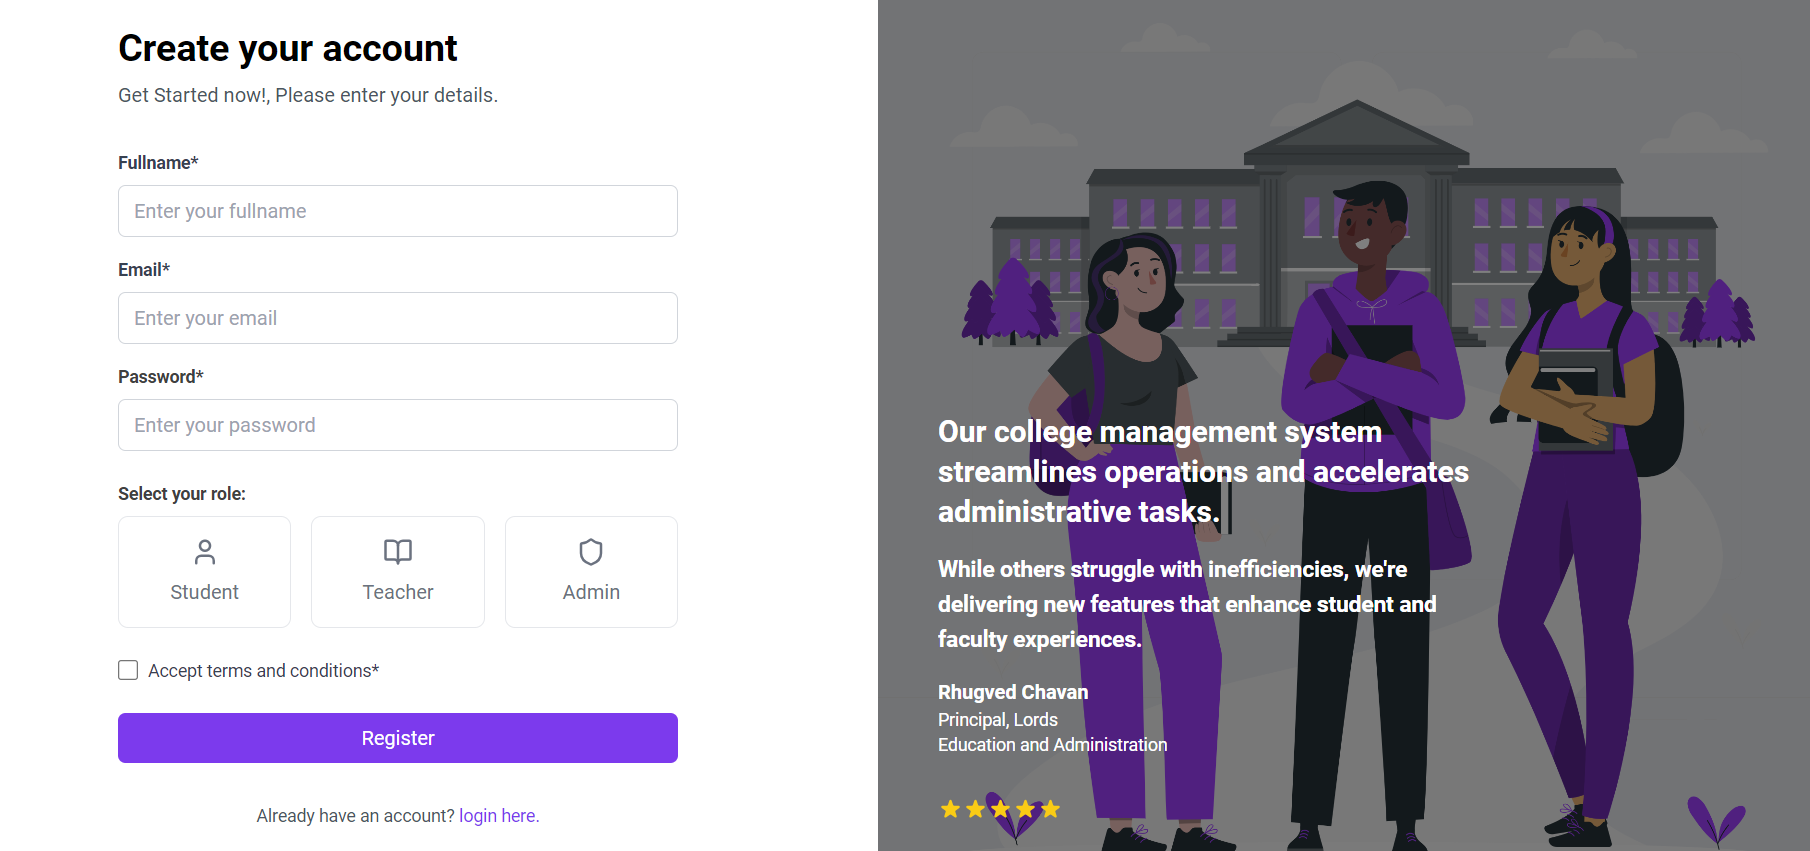 Create your account
Get Started now!, Please enter your details.
Fullname*
Enter your fullname
Email*
Enter your email
Password*
Enter your password
Select your role:
Student
Teacher
Admin
Accept terms and conditions*
Register
Already have an account? login here.
Our college management system
streamlines operations and accelerates
administrative tasks.
While others struggle with inefficiencies, we're
delivering new features that enhance student and
faculty experiences.
Rhugved Chavan
Principal, Lords
Education and Administration